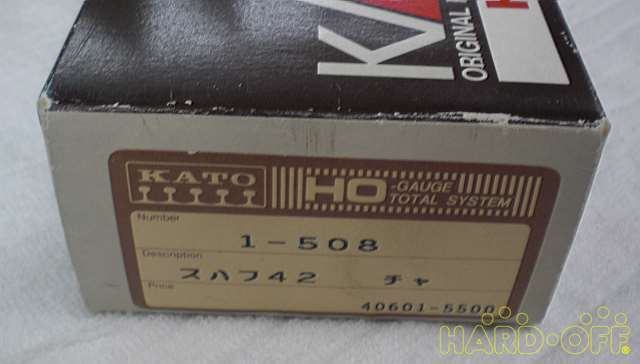 KA
ORIGINAL
H
KATO HO -GAUGE TOTAL SYSTEM
Number
1-508
Description
スハフ42 チャ
Price
40601-5500
HARD·OFF